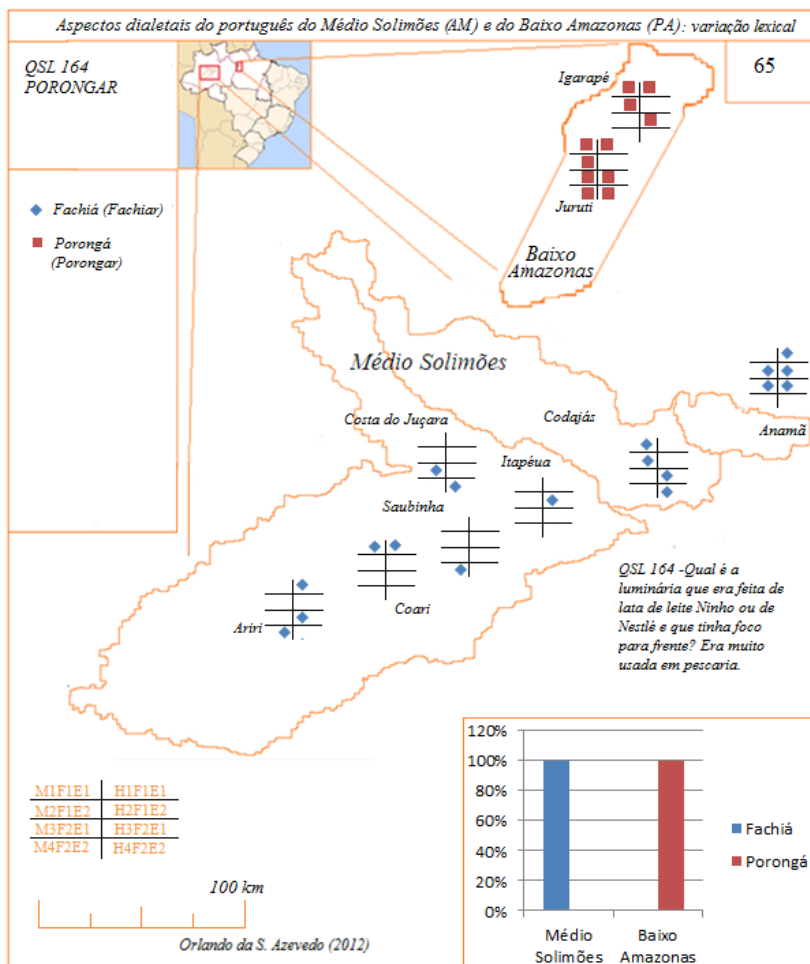 Aspectos dialetais do português do Médio Solimões (AM) e do Baixo Amazonas (PA): variação lexical
QSL 164
PORONGAR
65
Igarapé
Juruti
Baixo
Amazonas
Fachiá (Fachiar)
Porongá
(Porongar)
Médio Solimões
Costa do Juçara
Codajás
Anamã
Itapéua
Saubinha
Coari
Ariri
QSL 164 -Qual é a
luminária que era feita de
lata de leite Ninho ou de
Nestlé e que tinha foco
para frente? Era muito
usada em pescaria.
M1F1E1 H1F1E1
M2F1E2 H2F1E2
M3F2E1 H3F2E1
M4F2E2 H4F2E2
100 km
Orlando da S. Azevedo (2012)
120%
100%
80%
60%
40%
20%
0%
Médio
Solimões
Baixo
Amazonas
Fachiá
Porongá